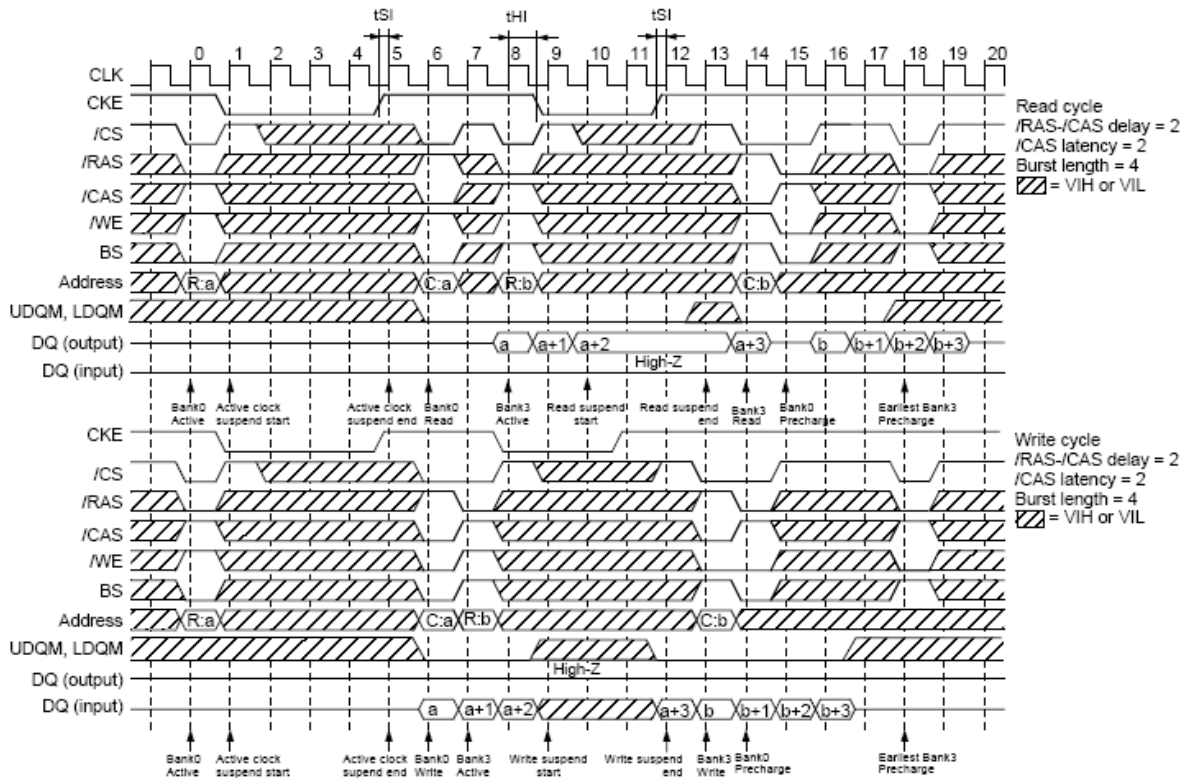 tSI tHI tSI
0 1 2 3 4 5 6 7 8 9 10 11 12 13 14 15 16 17 18 19 20
CLK
CKE
/CS
/RAS
/CAS
/WE
BS
Address R:a C:a R:b C:b
UDQM, LDQM
DQ (output) a a+1 a+2 a+3 b b+1 b+2 b+3
High-Z
DQ (input)
Read cycle
/RAS-/CAS delay = 2
/CAS latency = 2
Burst length = 4
= VIH or VIL
Bank0 Active clock Active clock Bank0 Bank3 Read suspend Read suspend Bank3 Bank0 Earliest Bank3
Active suspend start suspend end Read Active start end Read Precharge Precharge
CKE
/CS
/RAS
/CAS
/WE
BS
Address R:a C:a R:b C:b
UDQM, LDQM
High-Z
DQ (output)
DQ (input) a a+1 a+2 a+3 b b+1 b+2 b+3
Write cycle
/RAS-/CAS delay = 2
/CAS latency = 2
Burst length = 4
= VIH or VIL
Bank0 Active clock Active clock Bank0 Bank3 Write suspend Write suspend Bank3 Bank0 Earliest Bank3
Active suspend start supend end Write Active start end Write Precharge Precharge